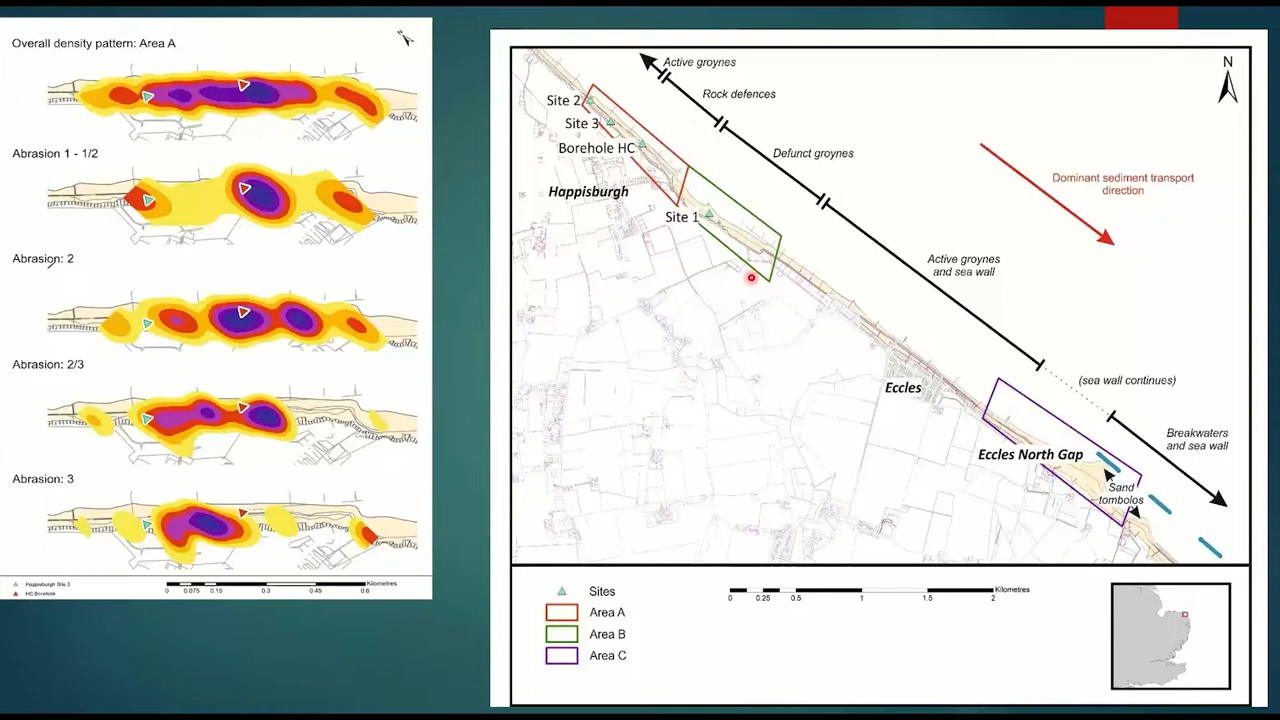 Overall density pattern: Area A
Abrasion 1 - 1/2
Abrasion: 2
Abrasion: 2/3
Abrasion: 3
Happisburgh Site 3
HC Borehole
Kilometres
0 0.075 0.15 0.3 0.45 0.6
N
Active groynes
Rock defences
Site 2
Site 3
Defunct groynes
Borehole HC
Happisburgh
Dominant sediment transport
direction
Site 1
Active groynes
and sea wall
Eccles
(sea wall continues)
Breakwaters
and sea wall
Eccles North Gap
Sand
tombolos
Sites
Area A
Area B
Area C
Kilometres
0 0.25 0.5 1 1.5 2